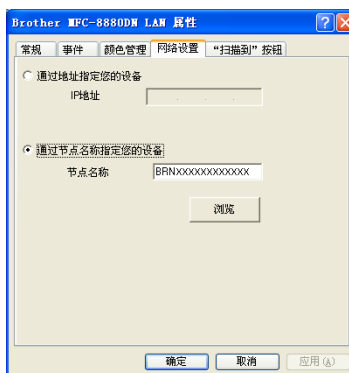 Brother MFC-8880DN LAN 属性
常规 事件 颜色管理 网络设置 “扫描到”按钮
通过地址指定您的设备
IP地址
通过节点名称指定您的设备
节点名称 BRNXXXXXXXXXXXX
浏览
确定 取消 应用(A)